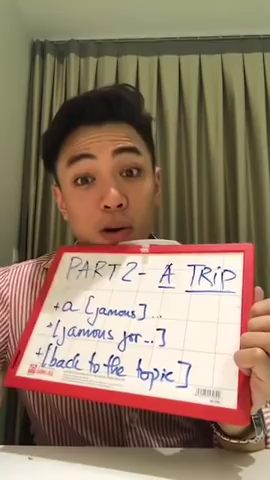 PART 2 - A TRIP
+ a [famous]...
+ [famous for...]
+ [back to the topic]